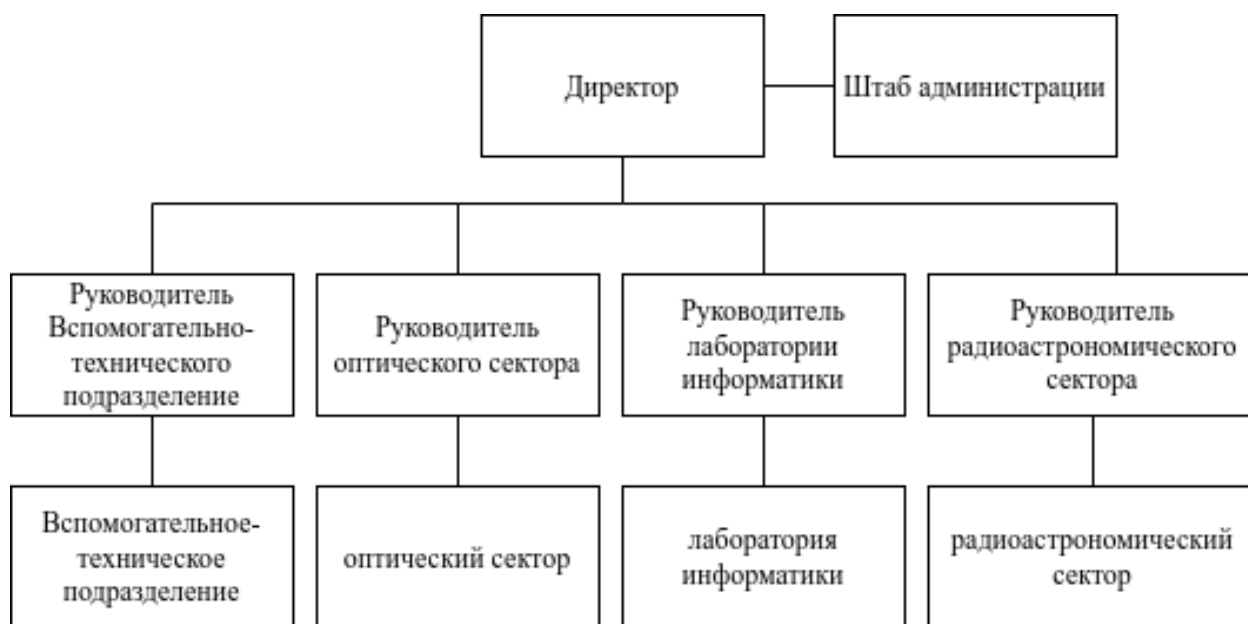 Директор
Штаб администрации
Руководитель
Вспомогательно-
технического
подразделение
Руководитель
оптического сектора
Руководитель
лаборатории
информатики
Руководитель
радиоастрономического
сектора
Вспомогательное-
техническое
подразделение
оптический сектор
лаборатория
информатики
радиоастрономический
сектор